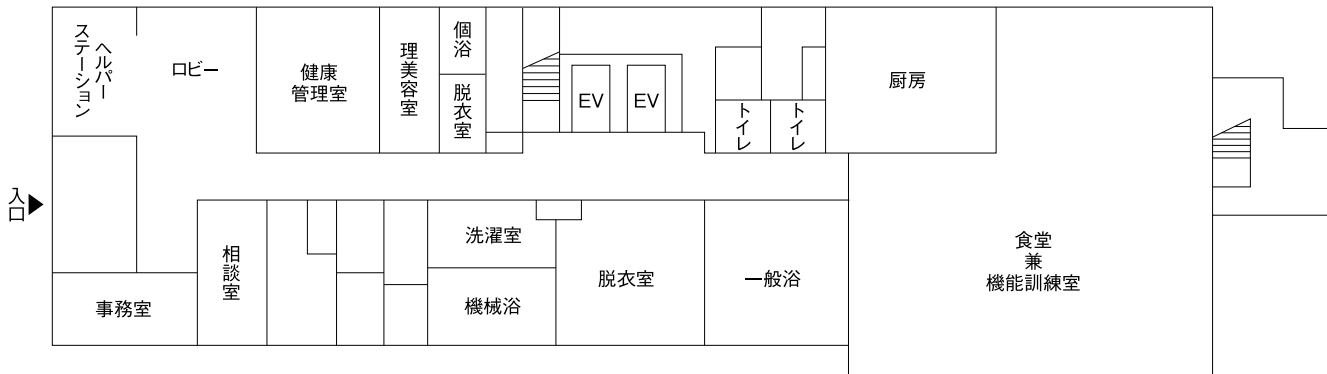 ヘルパー
ステーション
ロビー
健康
管理室
理美容室
個浴
脱衣室
EV
EV
トイレ
トイレ
厨房
入口
事務室
相談室
洗濯室
機械浴
脱衣室
一般浴
食堂
兼
機能訓練室